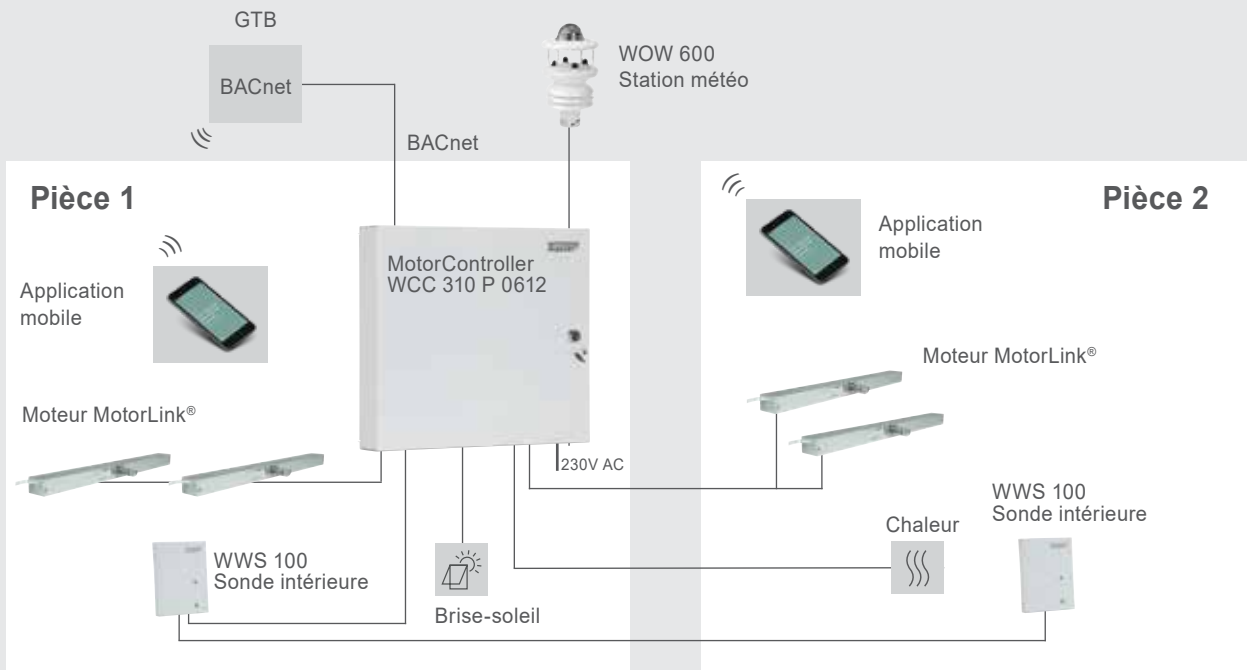 GTB
BACnet
WOW 600
Station météo
BACnet
Pièce 1
Pièce 2
Application
mobile
MotorController
WCC 310 P 0612
Application
mobile
Moteur MotorLink®
Moteur MotorLink®
230V AC
WWS 100
Sonde intérieure
Chaleur
WWS 100
Sonde intérieure
Brise-soleil